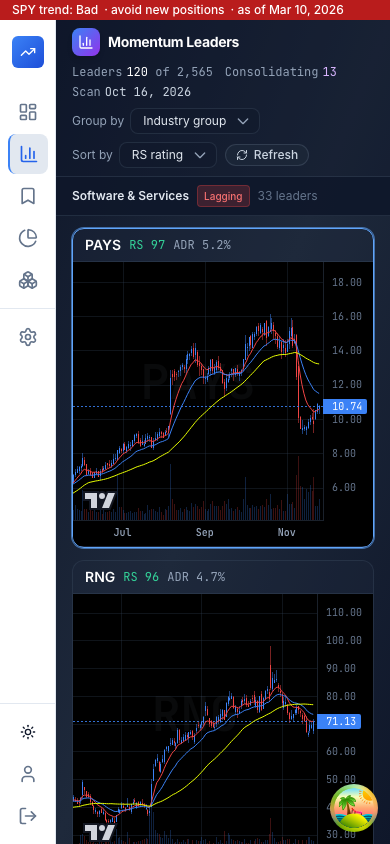 SPY trend: Bad · avoid new positions · as of Mar 10, 2026
Momentum Leaders
Leaders 120 of 2,565 Consolidating 13
Scan Oct 16, 2026
Group by Industry group
Sort by RS rating Refresh
Software & Services Lagging 33 leaders
PAYS RS 97 ADR 5.2%
PAYS
18.00
16.00
14.00
12.00
10.74
10.00
8.00
6.00
Jul Sep Nov
RNG RS 96 ADR 4.7%
RNG
110.00
100.00
90.00
80.00
71.13
60.00
50.00
30.00